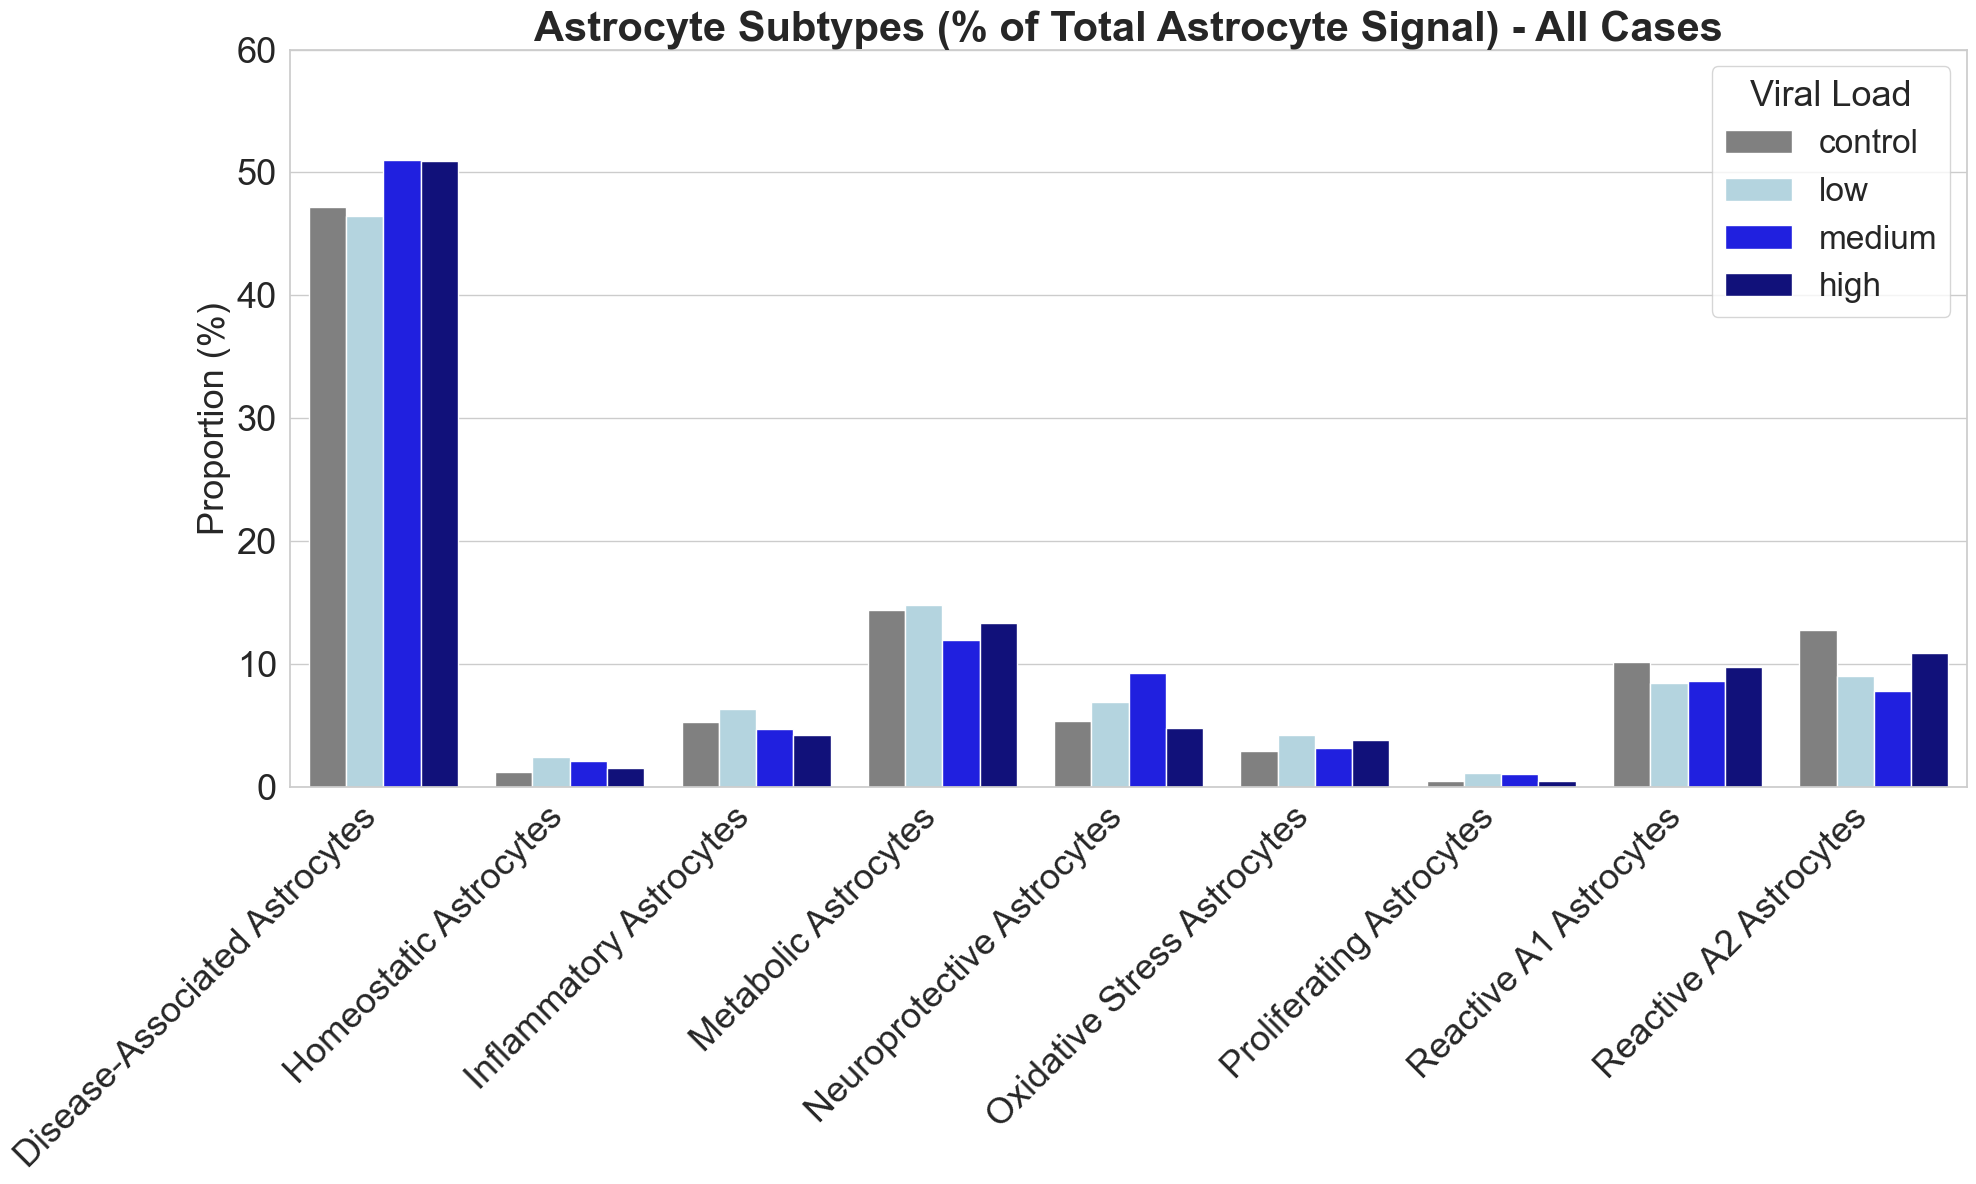 Astrocyte Subtypes (% of Total Astrocyte Signal) - All Cases
Proportion (%)
60
50
40
30
20
10
0
Viral Load
control
low
medium
high
Disease-Associated Astrocytes
Homeostatic Astrocytes
Inflammatory Astrocytes
Metabolic Astrocytes
Neuroprotective Astrocytes
Oxidative Stress Astrocytes
Proliferating Astrocytes
Reactive A1 Astrocytes
Reactive A2 Astrocytes